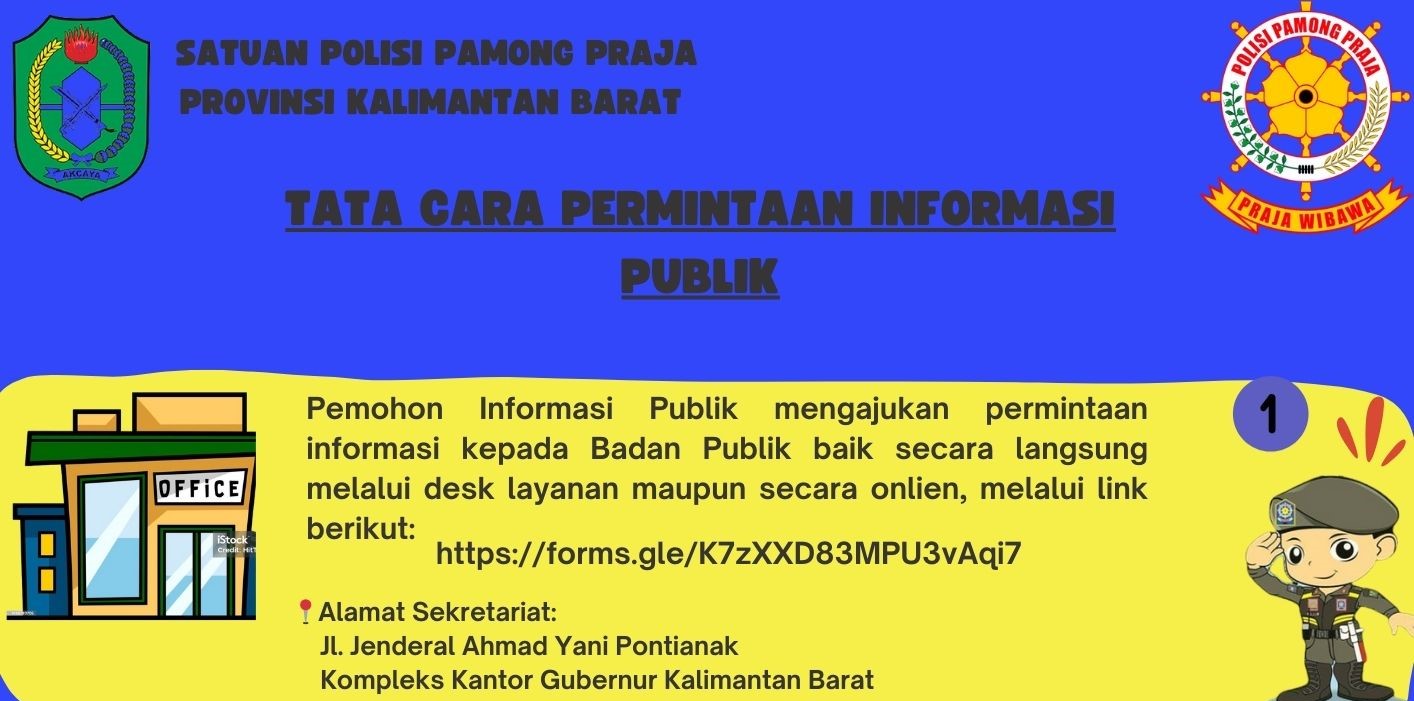 SATUAN POLISI PAMONG PRAJA
PROVINSI KALIMANTAN BARAT
AKCAYA
POLISI PAMONG PRAJA
PRAJA WIBAWA
TATA CARA PERMINTAAN INFORMASI
PUBLIK
1
Pemohon Informasi Publik mengajukan permintaan
informasi kepada Badan Publik baik secara langsung
melalui desk layanan maupun secara onlien, melalui link
berikut:
https://forms.gle/K7zXXD83MPU3vAqi7
OFFiCE
iStock
Credit: HitT
Alamat Sekretariat:
Jl. Jenderal Ahmad Yani Pontianak
Kompleks Kantor Gubernur Kalimantan Barat